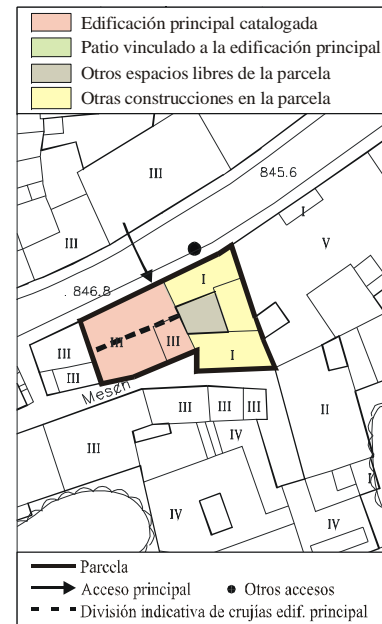 Edificación principal catalogada
Patio vinculado a la edificación principal
Otros espacios libres de la parcela
Otras construcciones en la parcela
III
845.6
I
III
V
I
846.8
III
III
III
III
I
Mesón
III
III
III
II
III
IV
I
IV
IV
Parcela
Acceso principal
Otros accesos
División indicativa de crujías edif. principal